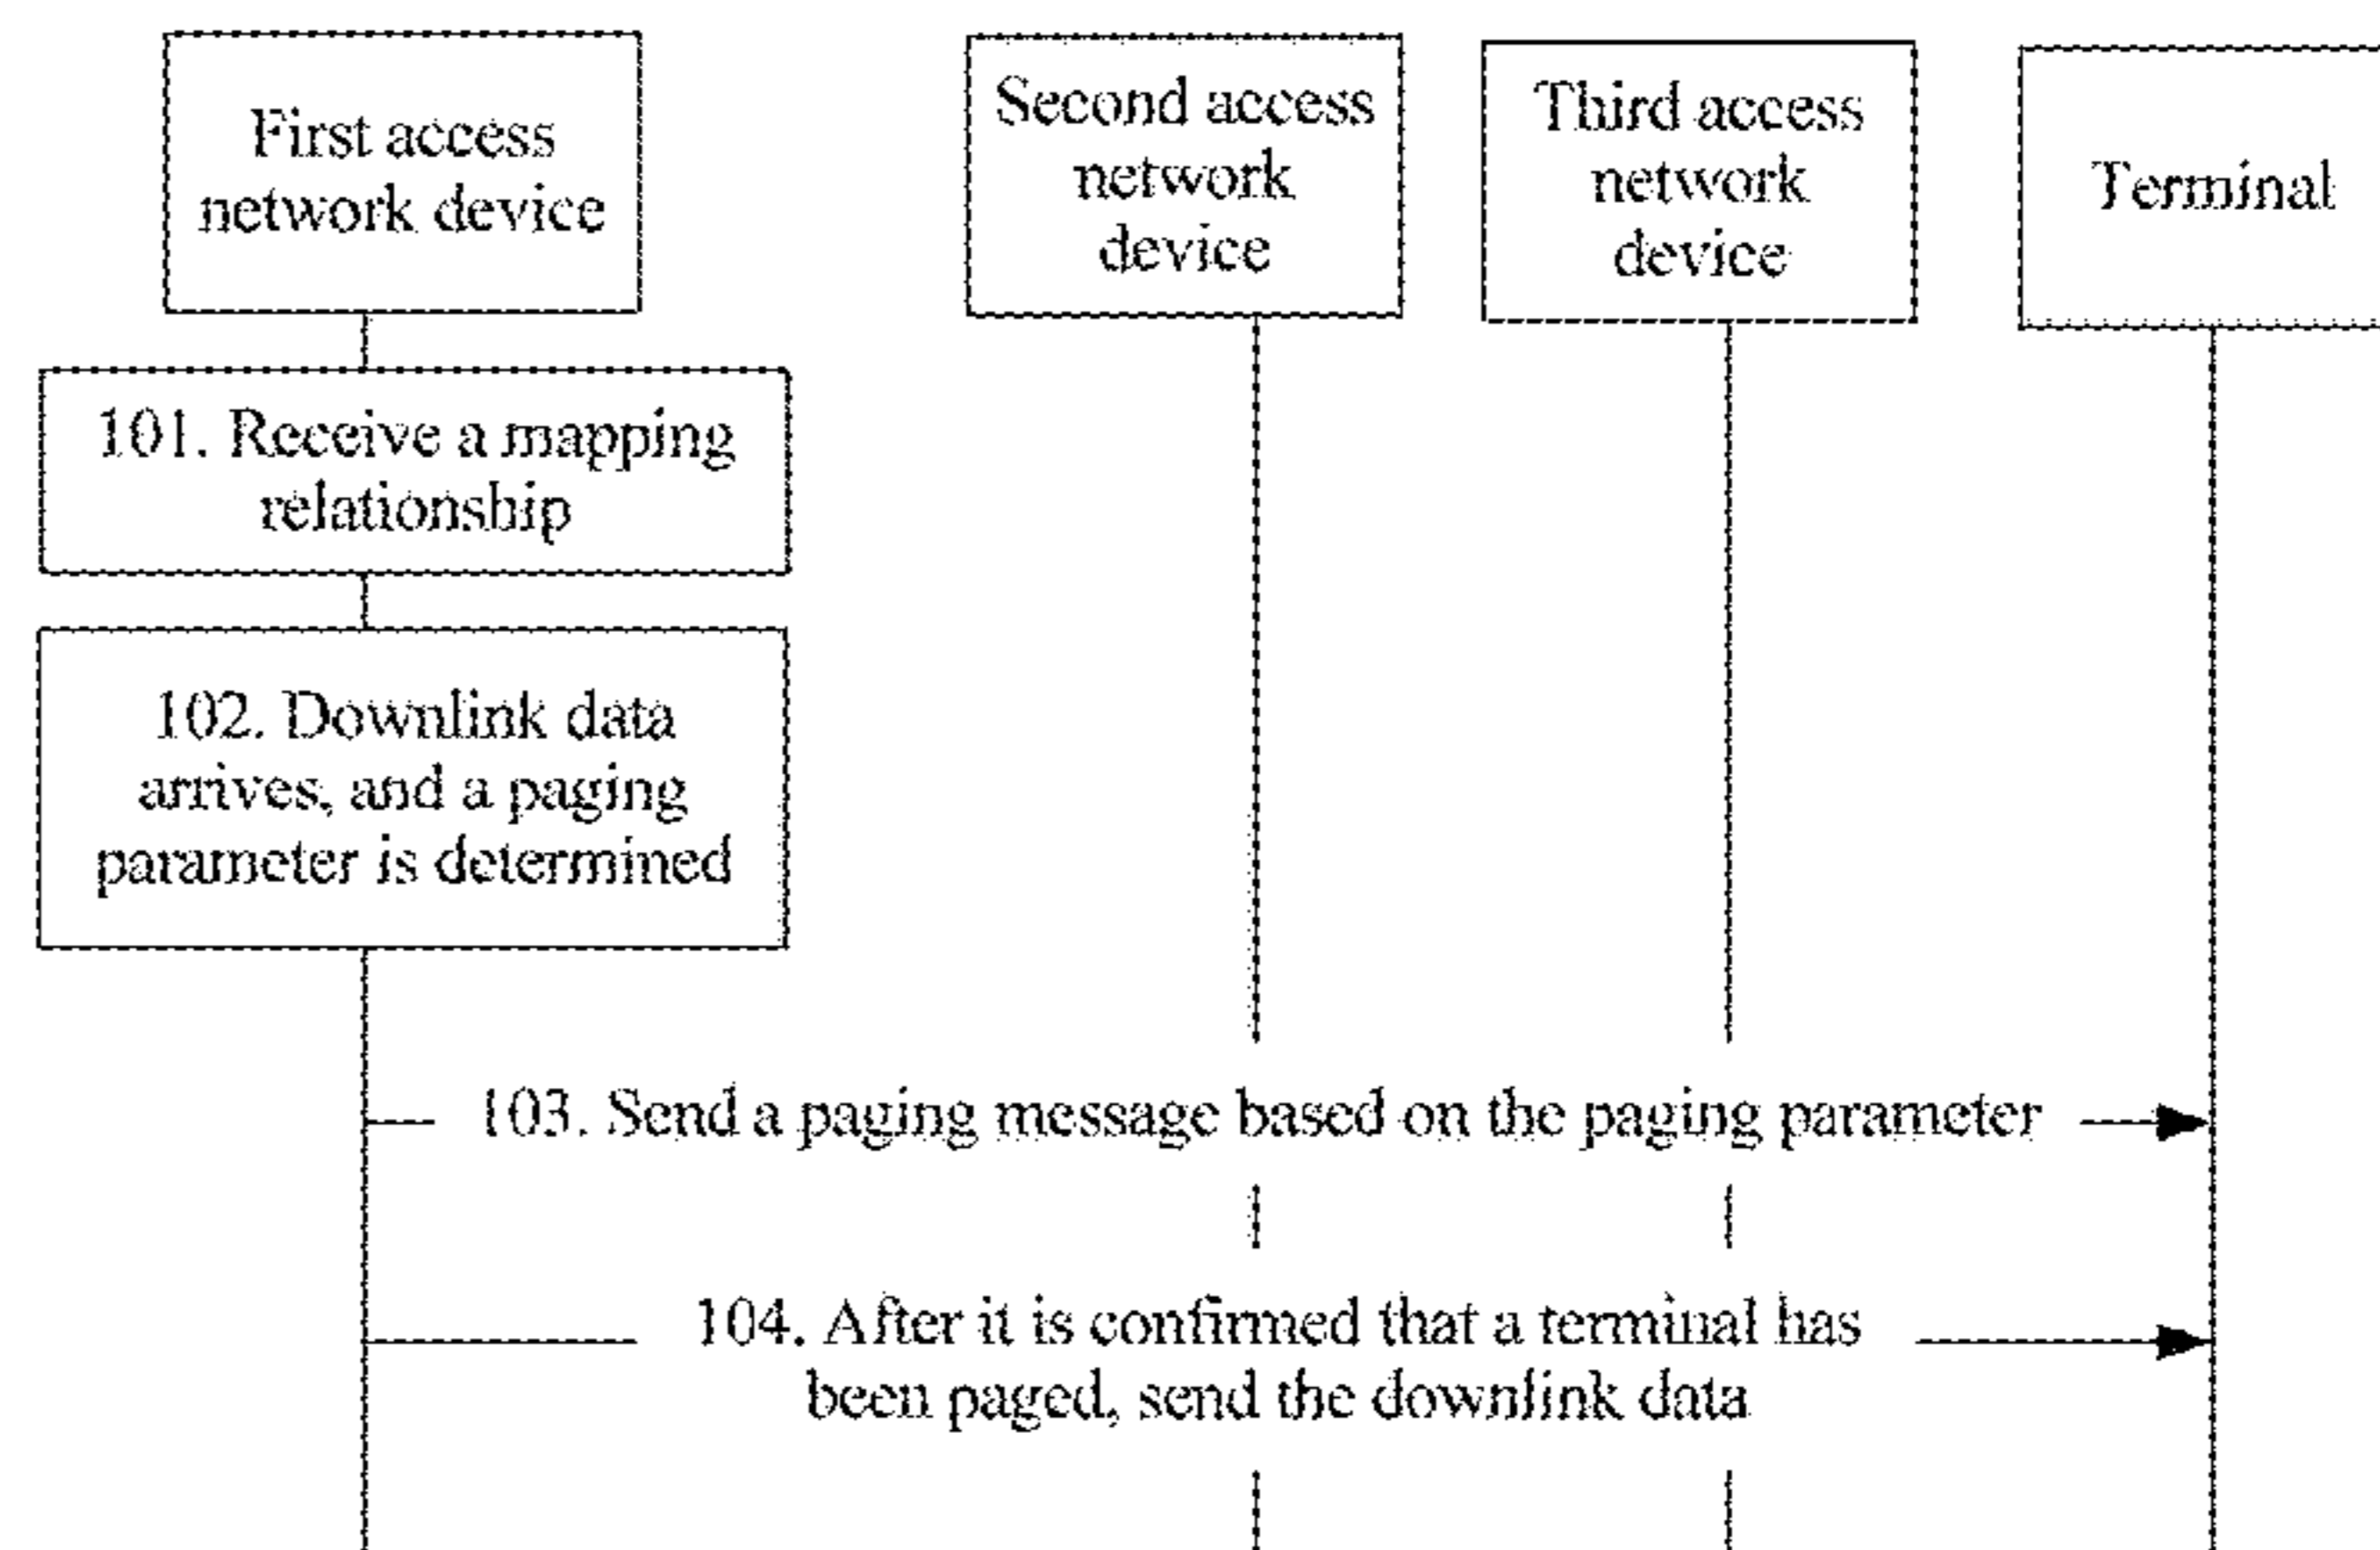 First access
network device
Second access
network
device
Third access
network
device
Terminal
101. Receive a mapping
relationship
102. Downlink data
arrives, and a paging
parameter is determined
103. Send a paging message based on the paging parameter
104. After it is confirmed that a terminal has
been paged, send the downlink data